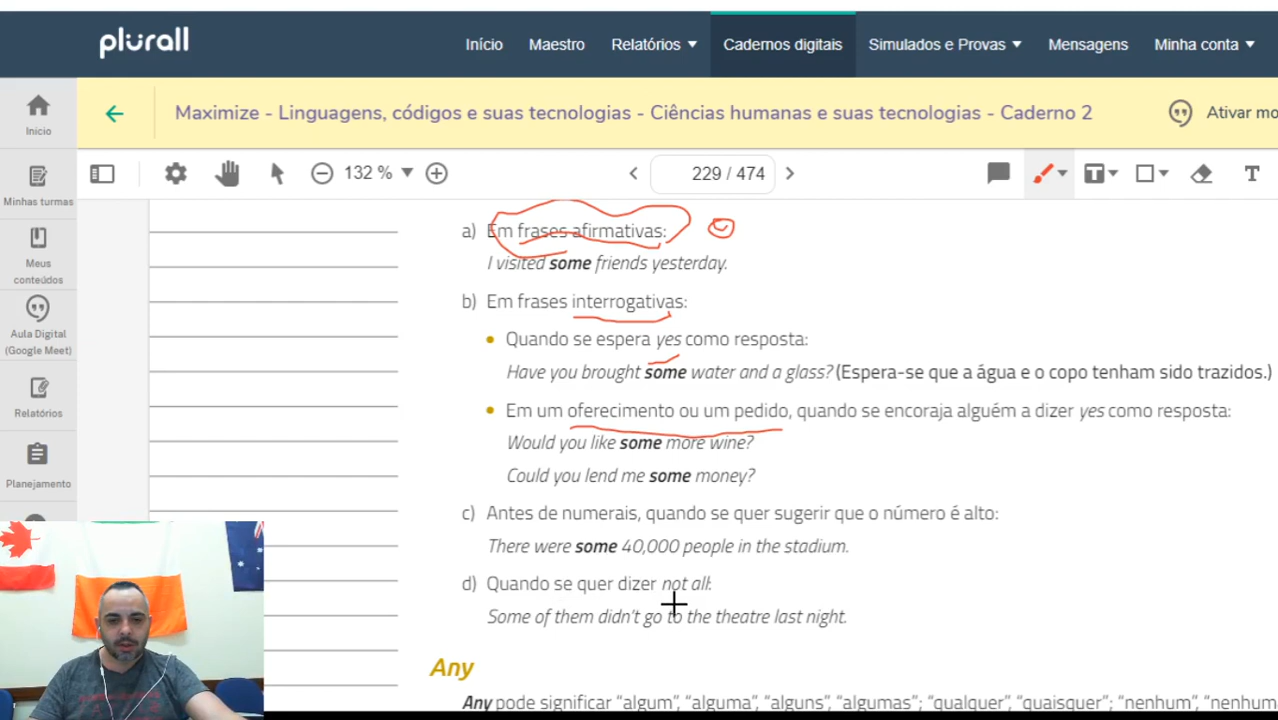 plurall
Início
Maestro
Relatórios
Cadernos digitais
Simulados e Provas
Mensagens
Minha conta
Maximize - Linguagens, códigos e suas tecnologias - Ciências humanas e suas tecnologias - Caderno 2
Ativar mo
Inicio
Minhas turmas
Meus
conteúdos
Aula Digital
(Google Meet)
Relatórios
Planejamento
132 %
229 / 474
T
T
a) Em frases afirmativas:
I visited some friends yesterday.
b) Em frases interrogativas:
• Quando se espera yes como resposta:
Have you brought some water and a glass? (Espera-se que a água e o copo tenham sido trazidos.)
• Em um oferecimento ou um pedido, quando se encoraja alguém a dizer yes como resposta:
Would you like some more wine?
Could you lend me some money?
c) Antes de numerais, quando se quer sugerir que o número é alto:
There were some 40,000 people in the stadium.
d) Quando se quer dizer not all:
Some of them didn't go to the theatre last night.
Any
Any pode significar "algum", "alguma", "alguns", "algumas"; "qualquer", "quaisquer"; "nenhum", "nenhum